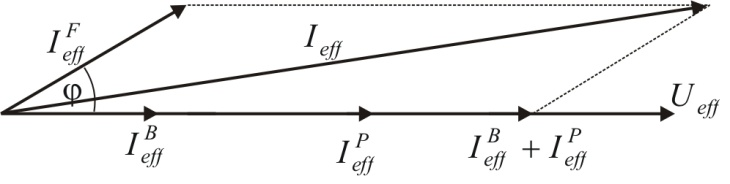 I^F_eff
I_eff
φ
U_eff
I^B_eff
I^P_eff
I^B_eff + I^P_eff